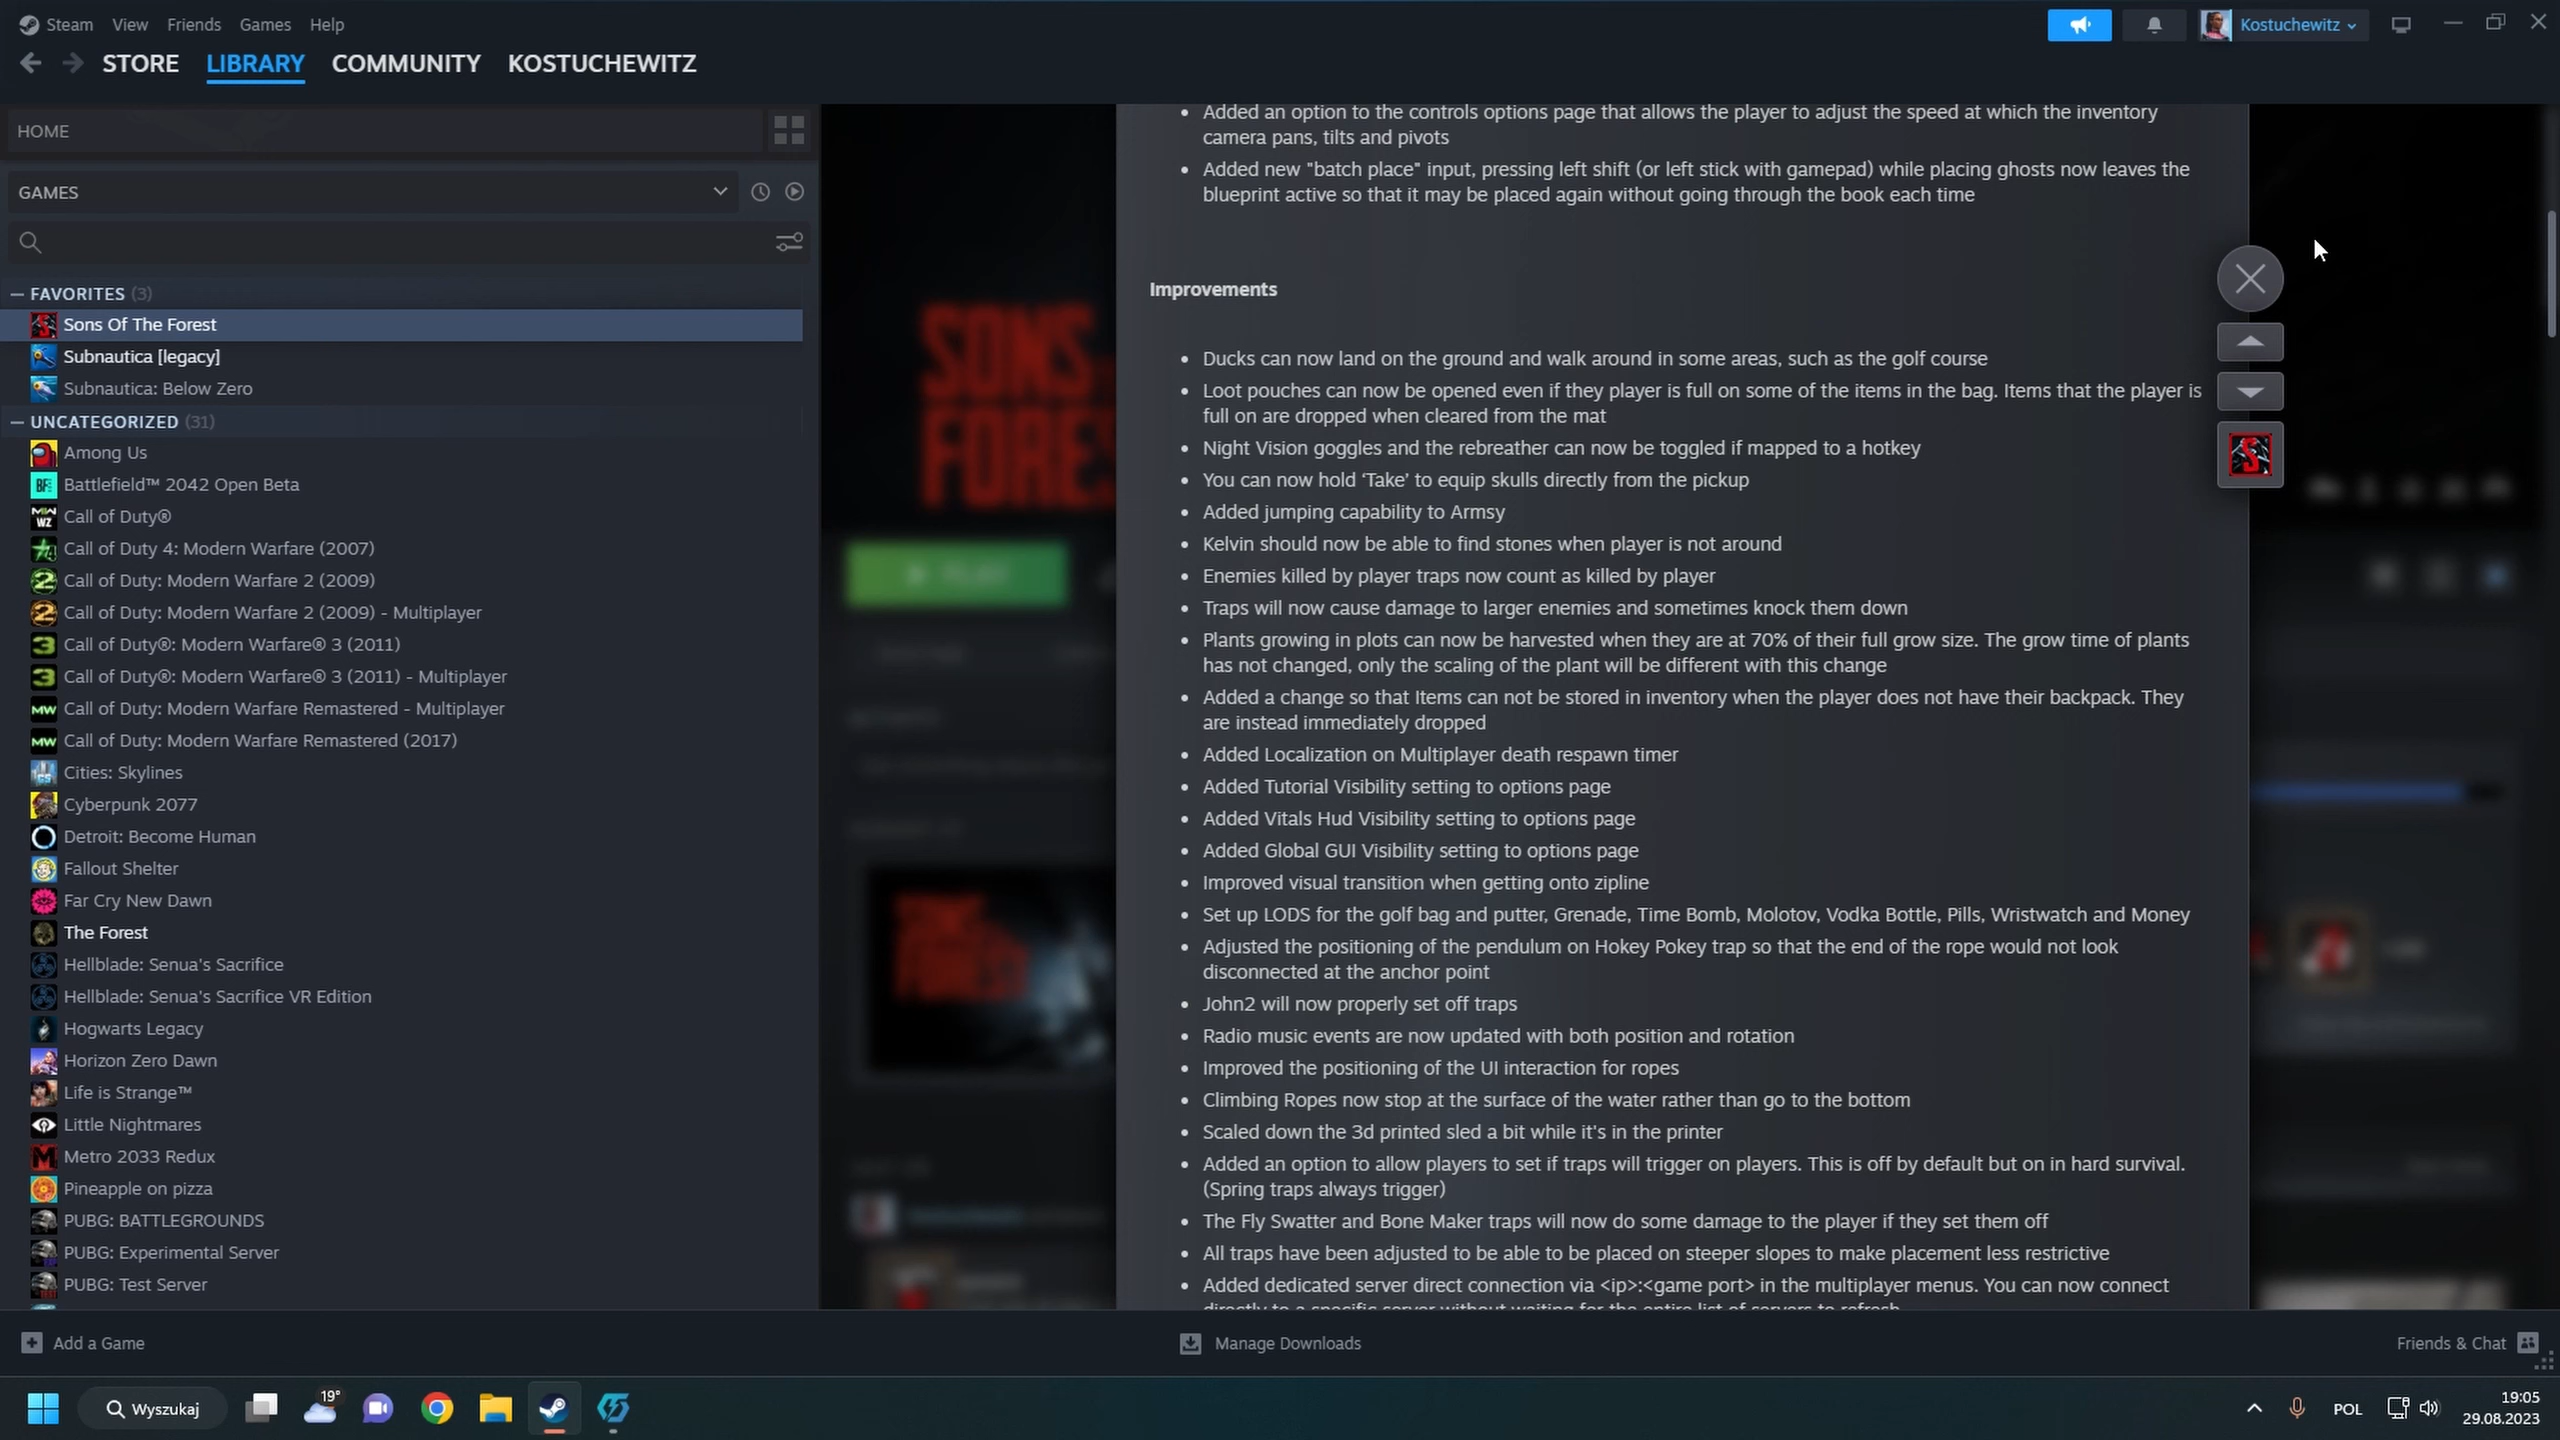 Steam View Friends Games Help
Kostuchewitz
STORE LIBRARY COMMUNITY KOSTUCHEWITZ
HOME
GAMES
FAVORITES (3)
Sons Of The Forest
Subnautica [legacy]
Subnautica: Below Zero
UNCATEGORIZED (31)
Among Us
Battlefield™ 2042 Open Beta
Call of Duty®
Call of Duty 4: Modern Warfare (2007)
Call of Duty: Modern Warfare 2 (2009)
Call of Duty: Modern Warfare 2 (2009) - Multiplayer
Call of Duty®: Modern Warfare® 3 (2011)
Call of Duty®: Modern Warfare® 3 (2011) - Multiplayer
Call of Duty: Modern Warfare Remastered - Multiplayer
Call of Duty: Modern Warfare Remastered (2017)
Cities: Skylines
Cyberpunk 2077
Detroit: Become Human
Fallout Shelter
Far Cry New Dawn
The Forest
Hellblade: Senua's Sacrifice
Hellblade: Senua's Sacrifice VR Edition
Hogwarts Legacy
Horizon Zero Dawn
Life is Strange™
Little Nightmares
Metro 2033 Redux
Pineapple on pizza
PUBG: BATTLEGROUNDS
PUBG: Experimental Server
PUBG: Test Server
SONS
FOREST
PLAY
Added an option to the controls options page that allows the player to adjust the speed at which the inventory
camera pans, tilts and pivots
Added new "batch place" input, pressing left shift (or left stick with gamepad) while placing ghosts now leaves the
blueprint active so that it may be placed again without going through the book each time
Improvements
Ducks can now land on the ground and walk around in some areas, such as the golf course
Loot pouches can now be opened even if they player is full on some of the items in the bag. Items that the player is
full on are dropped when cleared from the mat
Night Vision goggles and the rebreather can now be toggled if mapped to a hotkey
You can now hold ‘Take’ to equip skulls directly from the pickup
Added jumping capability to Armsy
Kelvin should now be able to find stones when player is not around
Enemies killed by player traps now count as killed by player
Traps will now cause damage to larger enemies and sometimes knock them down
Plants growing in plots can now be harvested when they are at 70% of their full grow size. The grow time of plants
has not changed, only the scaling of the plant will be different with this change
Added a change so that Items can not be stored in inventory when the player does not have their backpack. They
are instead immediately dropped
Added Localization on Multiplayer death respawn timer
Added Tutorial Visibility setting to options page
Added Vitals Hud Visibility setting to options page
Added Global GUI Visibility setting to options page
Improved visual transition when getting onto zipline
Set up LODS for the golf bag and putter, Grenade, Time Bomb, Molotov, Vodka Bottle, Pills, Wristwatch and Money
Adjusted the positioning of the pendulum on Hokey Pokey trap so that the end of the rope would not look
disconnected at the anchor point
John2 will now properly set off traps
Radio music events are now updated with both position and rotation
Improved the positioning of the UI interaction for ropes
Climbing Ropes now stop at the surface of the water rather than go to the bottom
Scaled down the 3d printed sled a bit while it's in the printer
Added an option to allow players to set if traps will trigger on players. This is off by default but on in hard survival.
(Spring traps always trigger)
The Fly Swatter and Bone Maker traps will now do some damage to the player if they set them off
All traps have been adjusted to be able to be placed on steeper slopes to make placement less restrictive
Added dedicated server direct connection via <ip>:<game port> in the multiplayer menus. You can now connect
directly to a specific server without waiting for the entire list of servers to refresh
Add a Game
Manage Downloads
Friends & Chat
Wyszukaj
19°
POL
19:05
29.08.2023